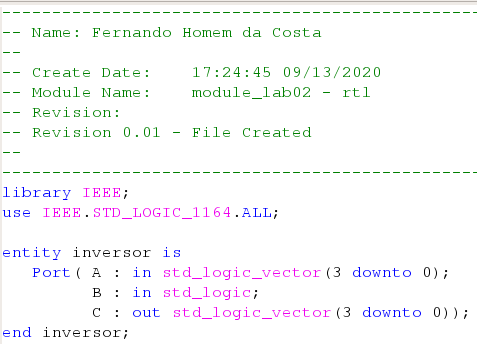 ------------------------------------------------
-- Name: Fernando Homem da Costa
--
-- Create Date:    17:24:45 09/13/2020
-- Module Name:    module_lab02 - rtl
-- Revision:
-- Revision 0.01 - File Created
--
------------------------------------------------
library IEEE;
use IEEE.STD_LOGIC_1164.ALL;

entity inversor is
   Port( A : in std_logic_vector(3 downto 0);
         B : in std_logic;
         C : out std_logic_vector(3 downto 0));
end inversor;